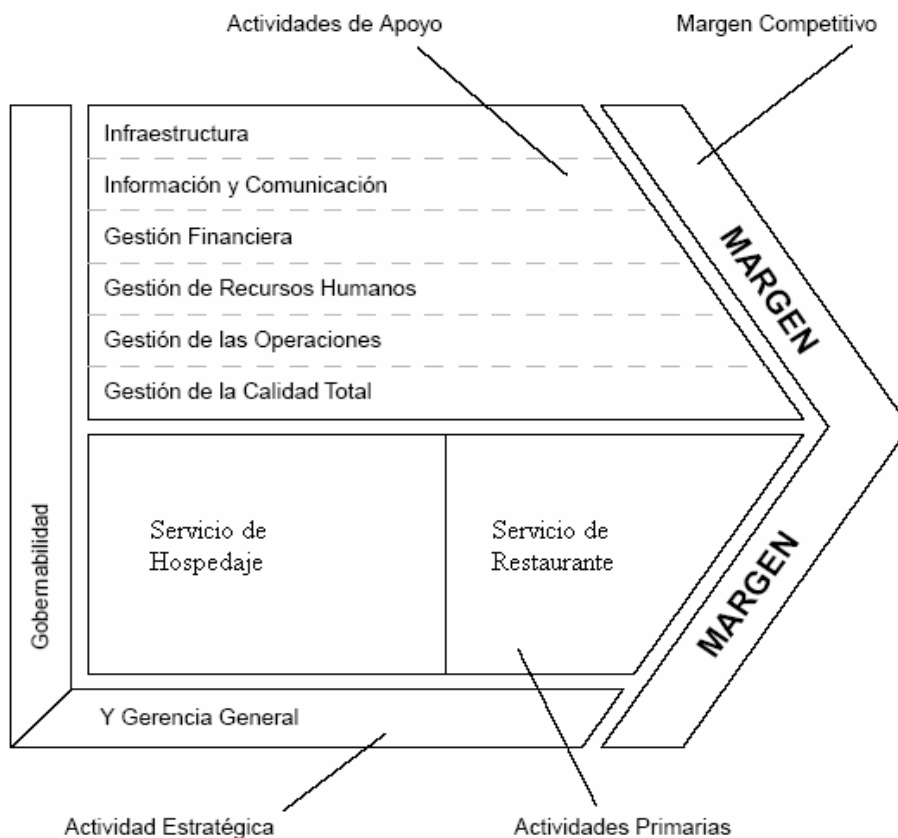 Actividades de Apoyo
Margen Competitivo
Infraestructura
Información y Comunicación
Gestión Financiera
Gestión de Recursos Humanos
Gestión de las Operaciones
Gestión de la Calidad Total
MARGEN
Gobernabilidad
Servicio de
Hospedaje
Servicio de
Restaurante
MARGEN
Y Gerencia General
Actividad Estratégica
Actividades Primarias